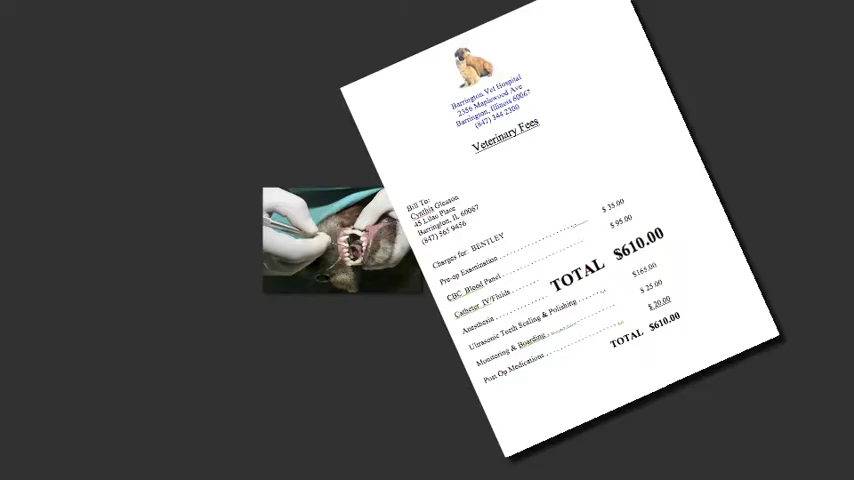 Barrington Vet Hospital
2356 Maplewood Ave
Barrington, Illinois 60067
(847) 344 2300
Veterinary Fees
Bill To:
Cynthia Gleason
45 Lilac Place
Barrington, IL 60067
(847) 563 9456
Charges for: BENTLEY
Pre-op Examination $ 35.00
CBC Blood Panel $ 95.00
Catheter IV/Fluids
TOTAL $610.00
Anesthesia
Ultrasonic Teeth Scaling & Polishing $165.00
Monitoring & Boarding $ 25.00
Post Op Medications $ 20.00
TOTAL $610.00